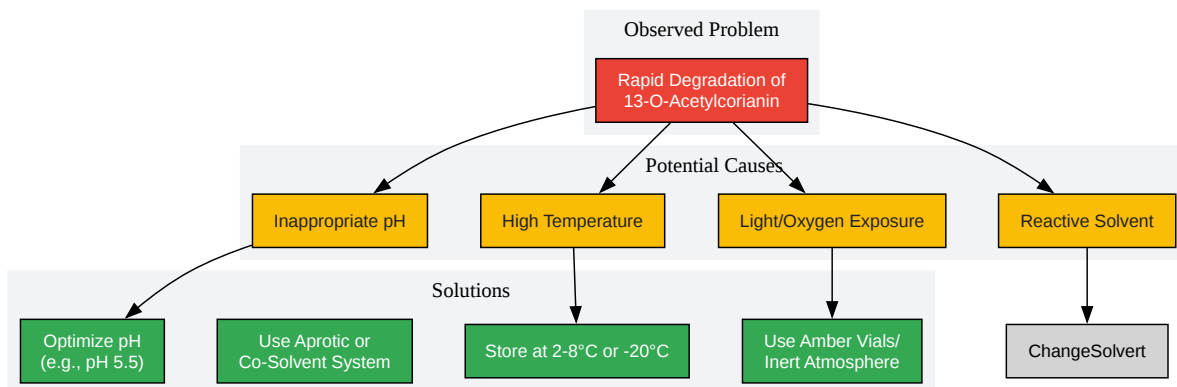 Observed Problem
Rapid Degradation of
13-O-Acetylcorianin
Potential Causes
Inappropriate pH
High Temperature
Light/Oxygen Exposure
Reactive Solvent
Solutions
Optimize pH
(e.g., pH 5.5)
Use Aprotic or
Co-Solvent System
Store at 2-8°C or -20°C
Use Amber Vials/
Inert Atmosphere
ChangeSolvert